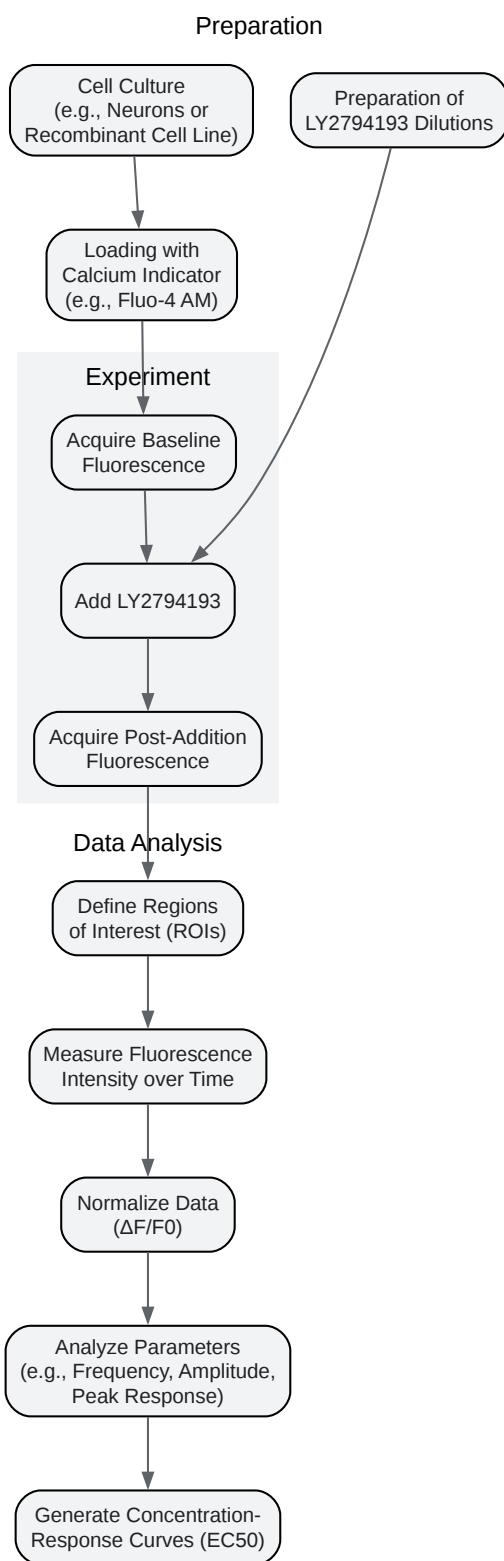 Preparation
Cell Culture
(e.g., Neurons or
Recombinant Cell Line)
Preparation of
LY2794193 Dilutions
Loading with
Calcium Indicator
(e.g., Fluo-4 AM)
Experiment
Acquire Baseline
Fluorescence
Add LY2794193
Acquire Post-Addition
Fluorescence
Data Analysis
Define Regions
of Interest (ROIs)
Measure Fluorescence
Intensity over Time
Normalize Data
(ΔF/F0)
Analyze Parameters
(e.g., Frequency, Amplitude,
Peak Response)
Generate Concentration-
Response Curves (EC50)